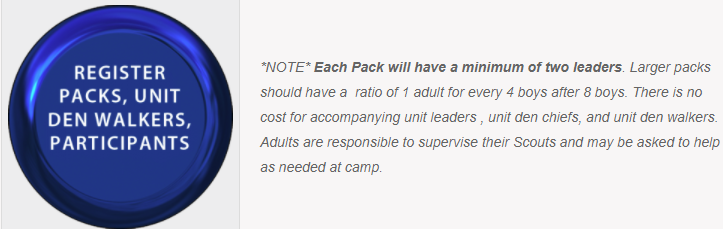 REGISTER
PACKS, UNIT
DEN WALKERS,
PARTICIPANTS
*NOTE* Each Pack will have a minimum of two leaders. Larger packs
should have a  ratio of 1 adult for every 4 boys after 8 boys. There is no
cost for accompanying unit leaders , unit den chiefs, and unit den walkers.
Adults are responsible to supervise their Scouts and may be asked to help
as needed at camp.